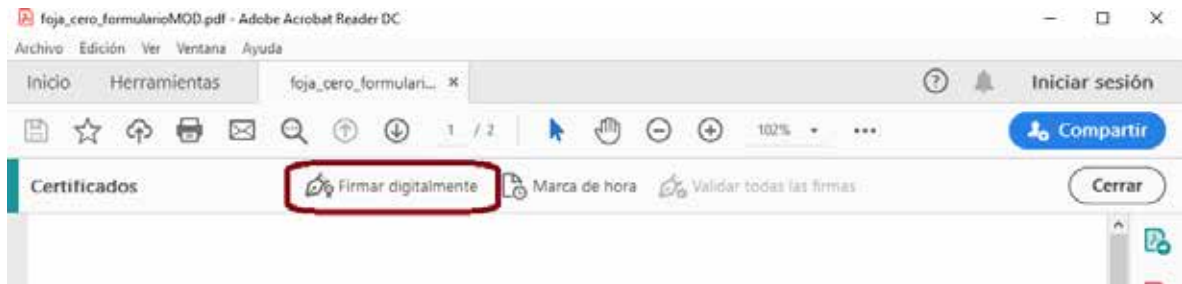 foja_cero_formularioMOD.pdf - Adobe Acrobat Reader DC
Archivo Edición Ver Ventana Ayuda
Inicio Herramientas foja_cero_formulari... × Iniciar sesión
1 / 2 102% Compartir
Certificados Firmar digitalmente Marca de hora Validar todas las firmas Cerrar